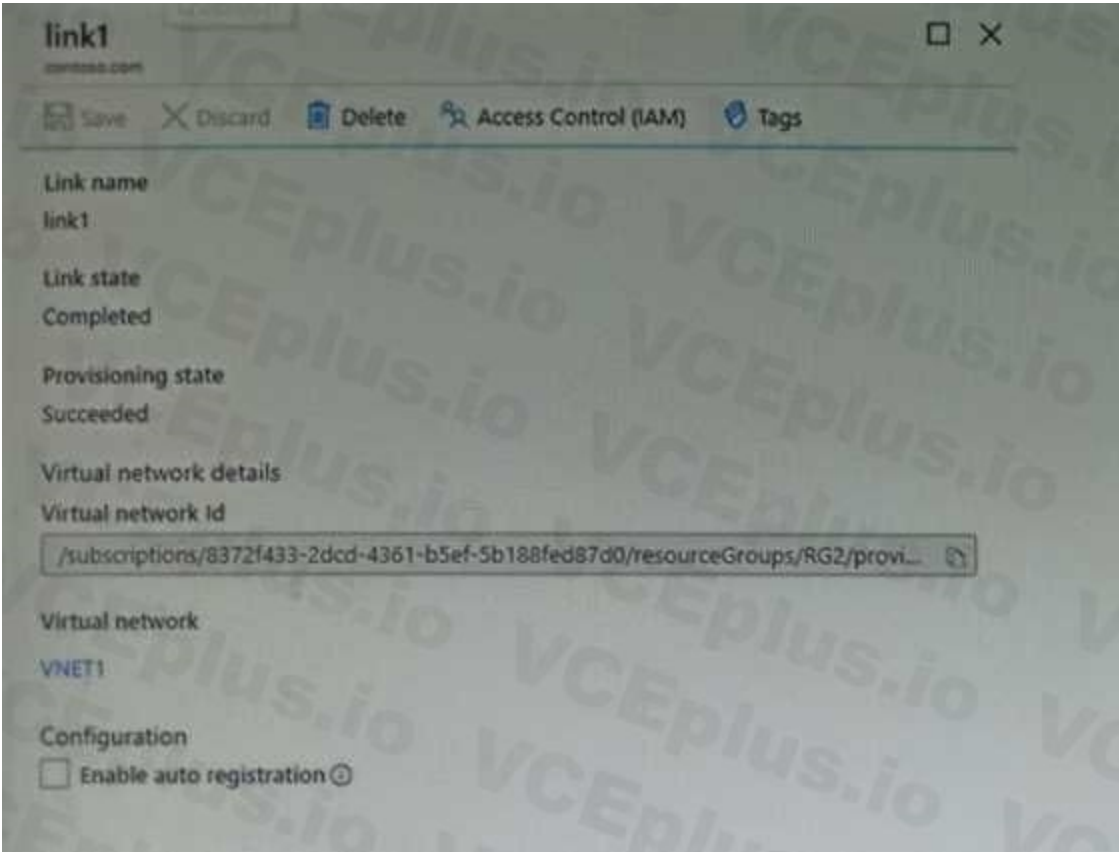 link1
contoso.com
Save Discard Delete Access Control (IAM) Tags
Link name
link1
Link state
Completed
Provisioning state
Succeeded
Virtual network details
Virtual network Id
/subscriptions/8372f433-2dcd-4361-b5ef-5b188fed87d0/resourceGroups/RG2/provi...
Virtual network
VNET1
Configuration
Enable auto registration
VCEplus.io